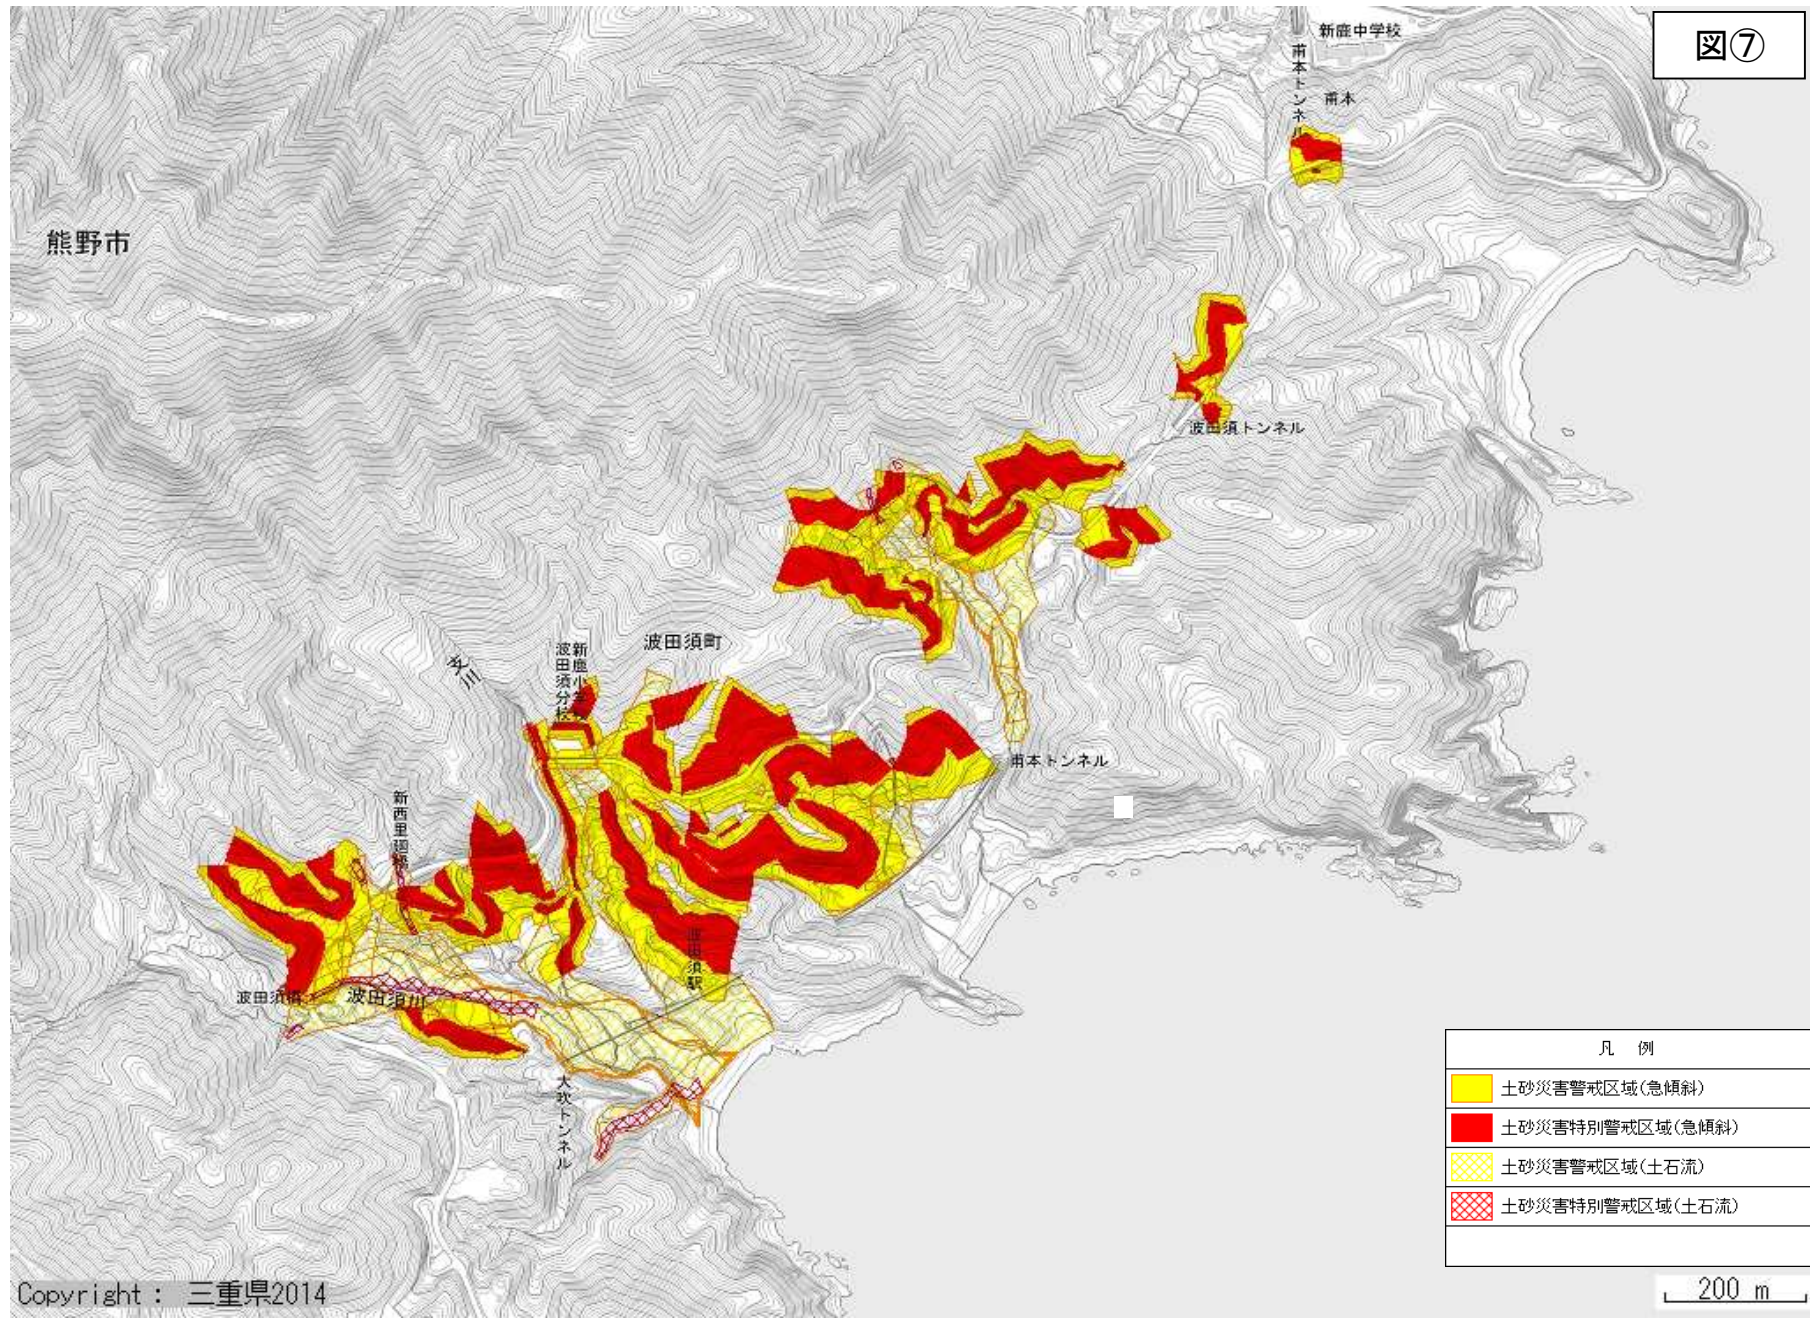 図⑦
新鹿中学校
甫本トンネル
甫本
熊野市
波田須トンネル
波田須町
新鹿小学校
波田須分校
支川
甫本トンネル
新西里廻橋
波田須駅
波田須橋
波田須川
大吹トンネル
凡 例
土砂災害警戒区域(急傾斜)
土砂災害特別警戒区域(急傾斜)
土砂災害警戒区域(土石流)
土砂災害特別警戒区域(土石流)
Copyright : 三重県2014
200 m